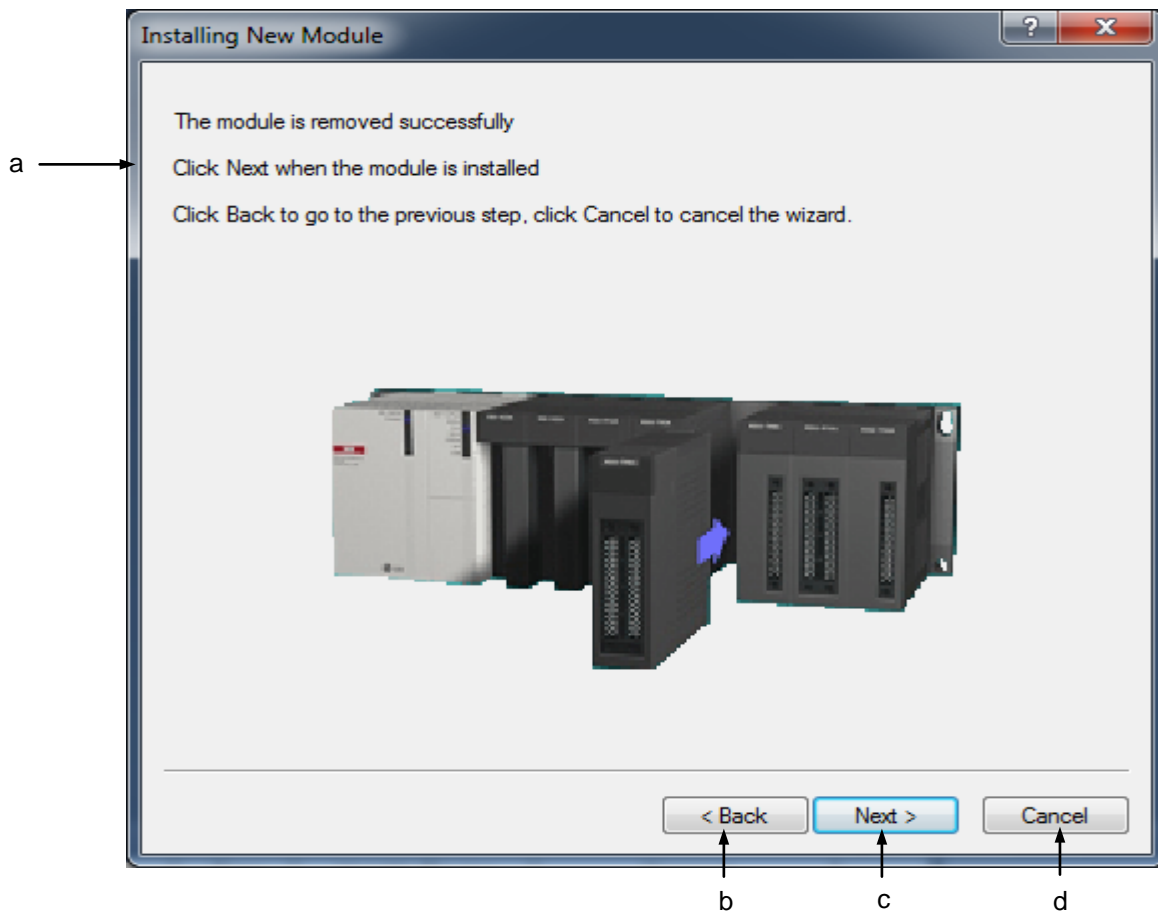 Installing New Module
?
X
The module is removed successfully
a
Click Next when the module is installed
Click Back to go to the previous step, click Cancel to cancel the wizard.
< Back
Next >
Cancel
b
c
d